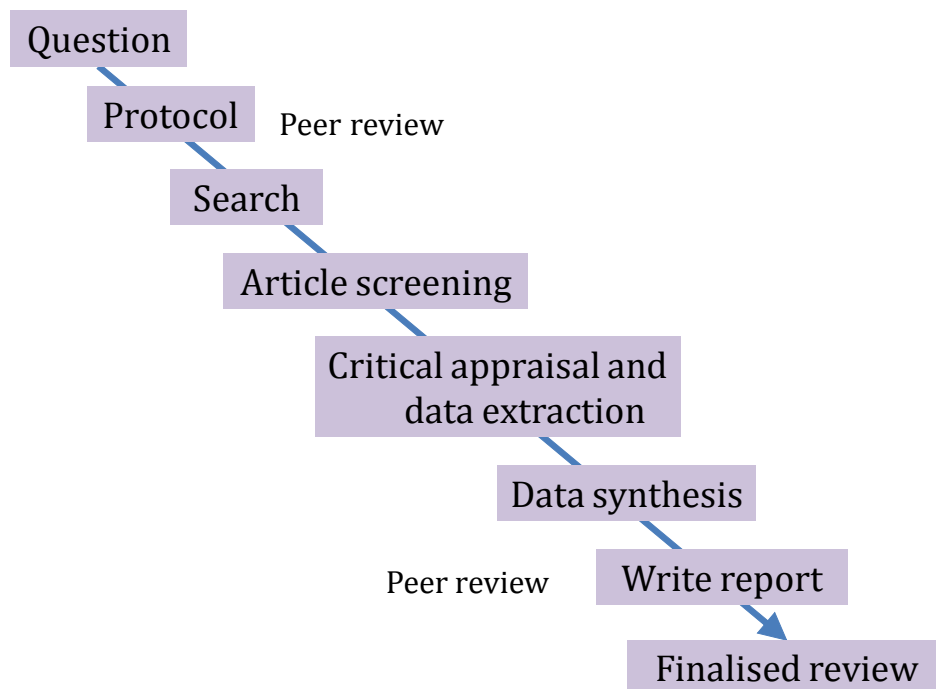 Question
Protocol
Peer review
Search
Article screening
Critical appraisal and
data extraction
Data synthesis
Peer review
Write report
Finalised review